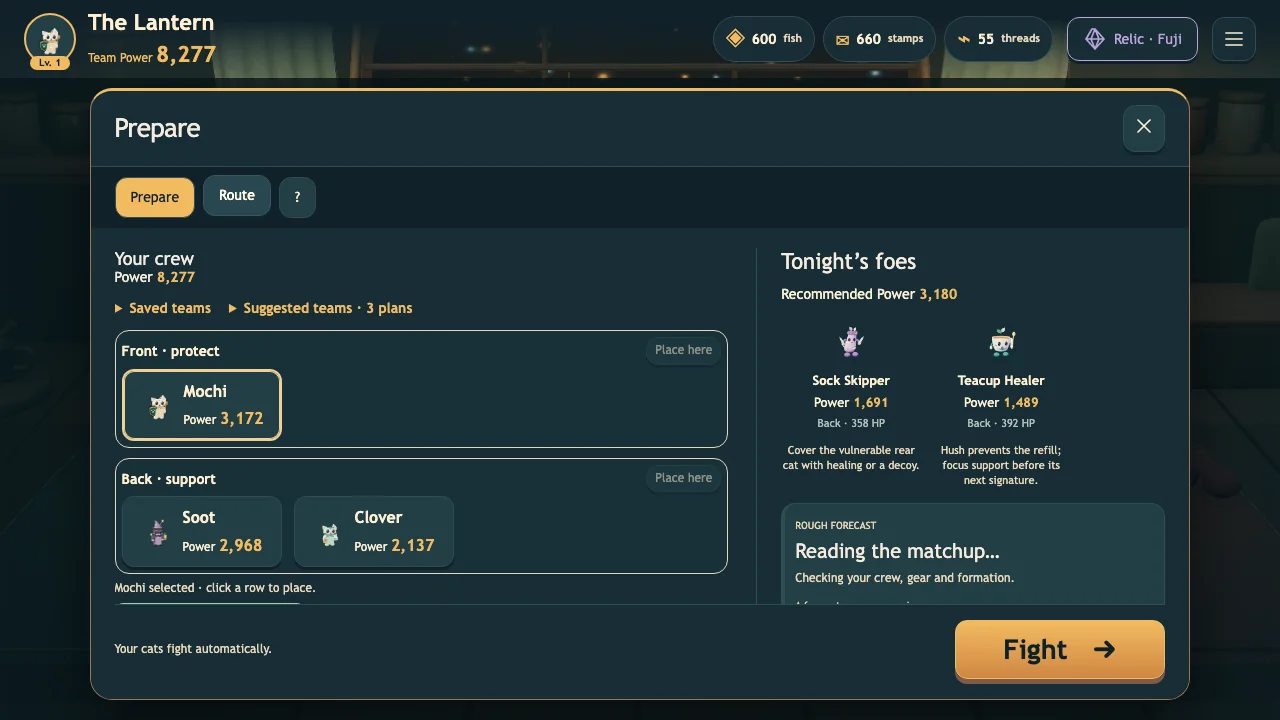 The Lantern
Team Power 8,277
Lv. 1
600 fish
660 stamps
55 threads
Relic · Fuji
Prepare
Prepare
Route
?
Your crew
Power 8,277
Saved teams
Suggested teams · 3 plans
Front · protect
Place here
Mochi
Power 3,172
Back · support
Place here
Soot
Power 2,968
Clover
Power 2,137
Mochi selected · click a row to place.
Tonight's foes
Recommended Power 3,180
Sock Skipper
Power 1,691
Back · 358 HP
Cover the vulnerable rear
cat with healing or a decoy.
Teacup Healer
Power 1,489
Back · 392 HP
Hush prevents the refill;
focus support before its
next signature.
ROUGH FORECAST
Reading the matchup…
Checking your crew, gear and formation.
Your cats fight automatically.
Fight